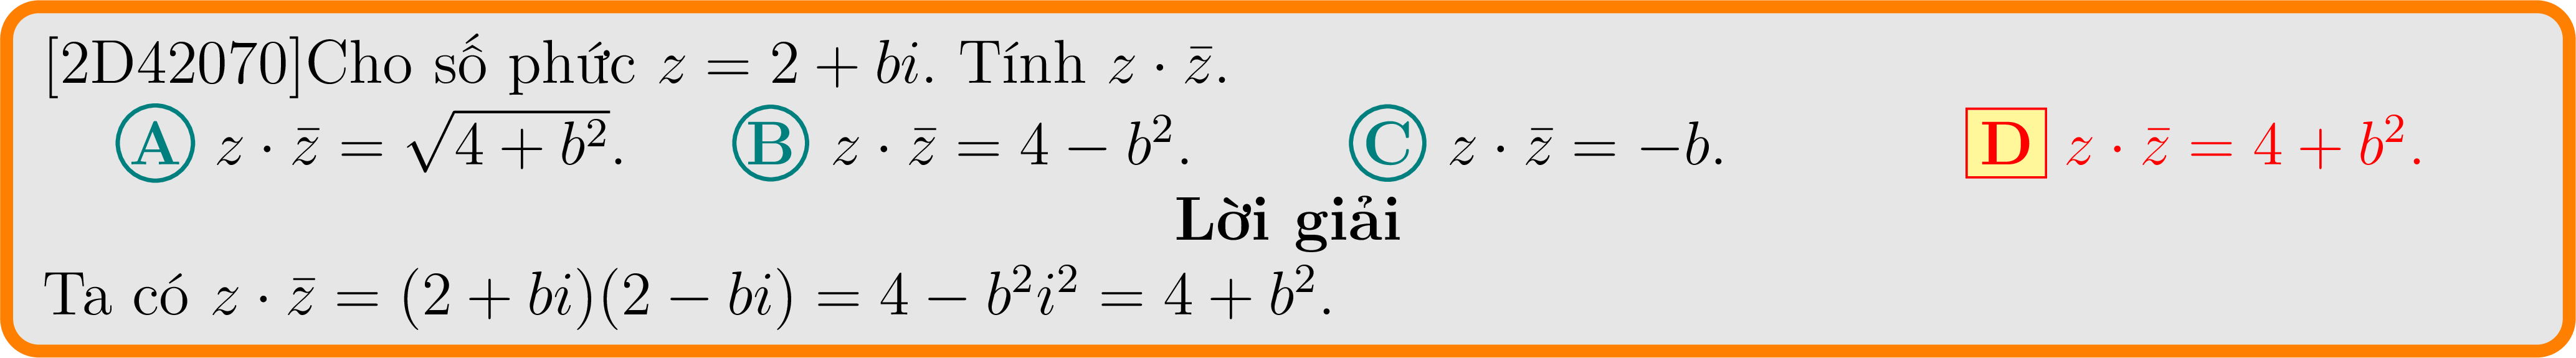 [2D42070]Cho số phức $z = 2 + bi$. Tính $z \cdot \bar{z}$.
A $z \cdot \bar{z} = \sqrt{4 + b^2}$. B $z \cdot \bar{z} = 4 - b^2$. C $z \cdot \bar{z} = -b$. D $z \cdot \bar{z} = 4 + b^2$.
Lời giải
Ta có $z \cdot \bar{z} = (2 + bi)(2 - bi) = 4 - b^2i^2 = 4 + b^2$.